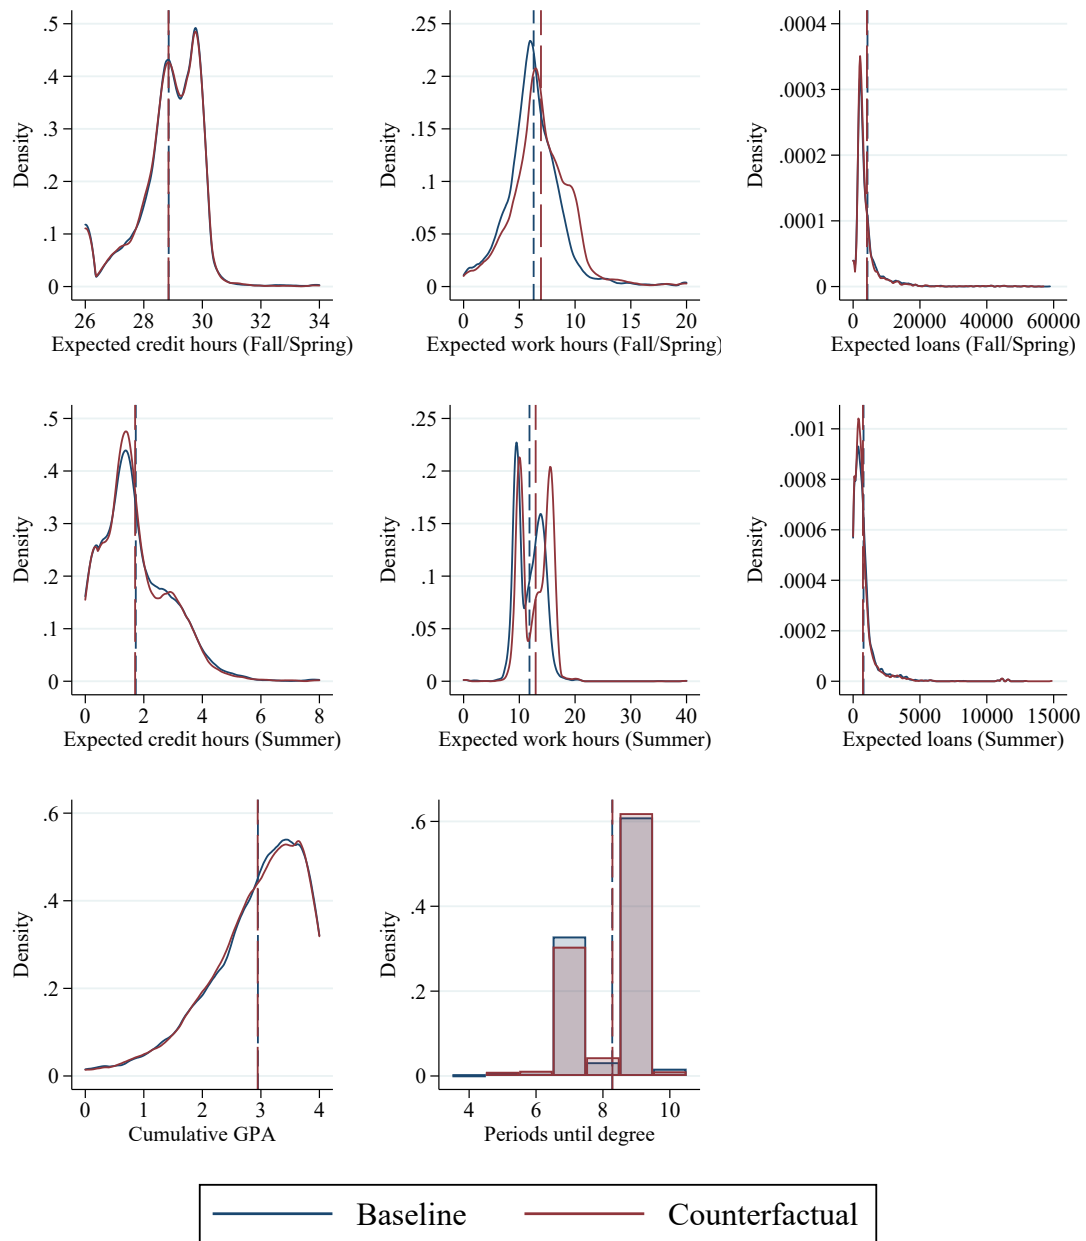 .5
.4
.3
.2
.1
0
Density
26 28 30 32 34
Expected credit hours (Fall/Spring)
.25
.2
.15
.1
.05
0
Density
0 5 10 15 20
Expected work hours (Fall/Spring)
.0004
.0003
.0002
.0001
0
Density
0 20000 40000 60000
Expected loans (Fall/Spring)
.5
.4
.3
.2
.1
0
Density
0 2 4 6 8
Expected credit hours (Summer)
.25
.2
.15
.1
.05
0
Density
0 10 20 30 40
Expected work hours (Summer)
.001
.0008
.0006
.0004
.0002
0
Density
0 5000 10000 15000
Expected loans (Summer)
.6
.4
.2
0
Density
0 1 2 3 4
Cumulative GPA
.6
.4
.2
0
Density
4 6 8 10
Periods until degree
Baseline Counterfactual